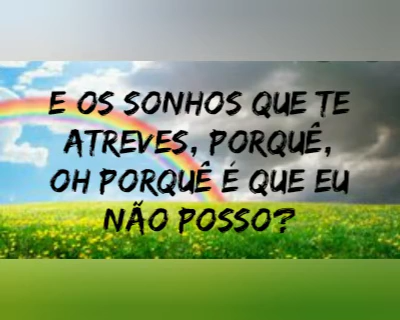 E OS SONHOS QUE TE
ATREVES, PORQUÊ,
OH PORQUÊ É QUE EU
NÃO POSSO?